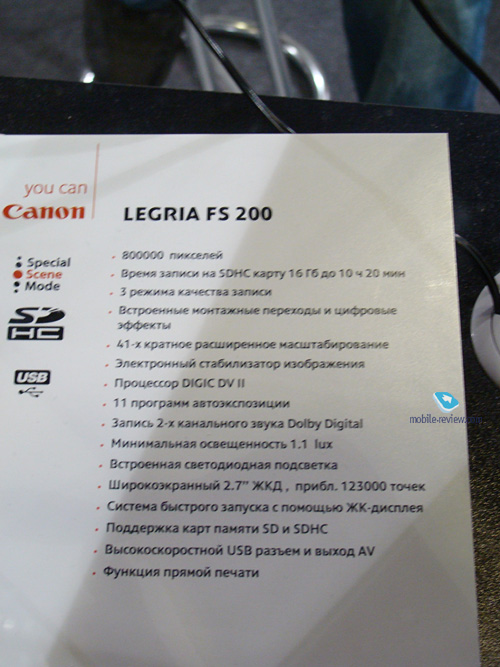 you can
Canon
LEGRIA FS 200
Special
Scene
Mode
SD
HC
USB
800000 пикселей
Время записи на SDHC карту 16 Гб до 10 ч 20 мин
3 режима качества записи
Встроенные монтажные переходы и цифровые
эффекты
41-х кратное расширенное масштабирование
Электронный стабилизатор изображения
Процессор DIGIC DV II
11 программ автоэкспозиции
Запись 2-х канального звука Dolby Digital
Минимальная освещенность 1.1 lux
Встроенная светодиодная подсветка
Широкоэкранный 2.7" ЖКД , прибл. 123000 точек
Система быстрого запуска с помощью ЖК-дисплея
Поддержка карт памяти SD и SDHC
Высокоскоростной USB разъем и выход AV
Функция прямой печати
mobile-review.com